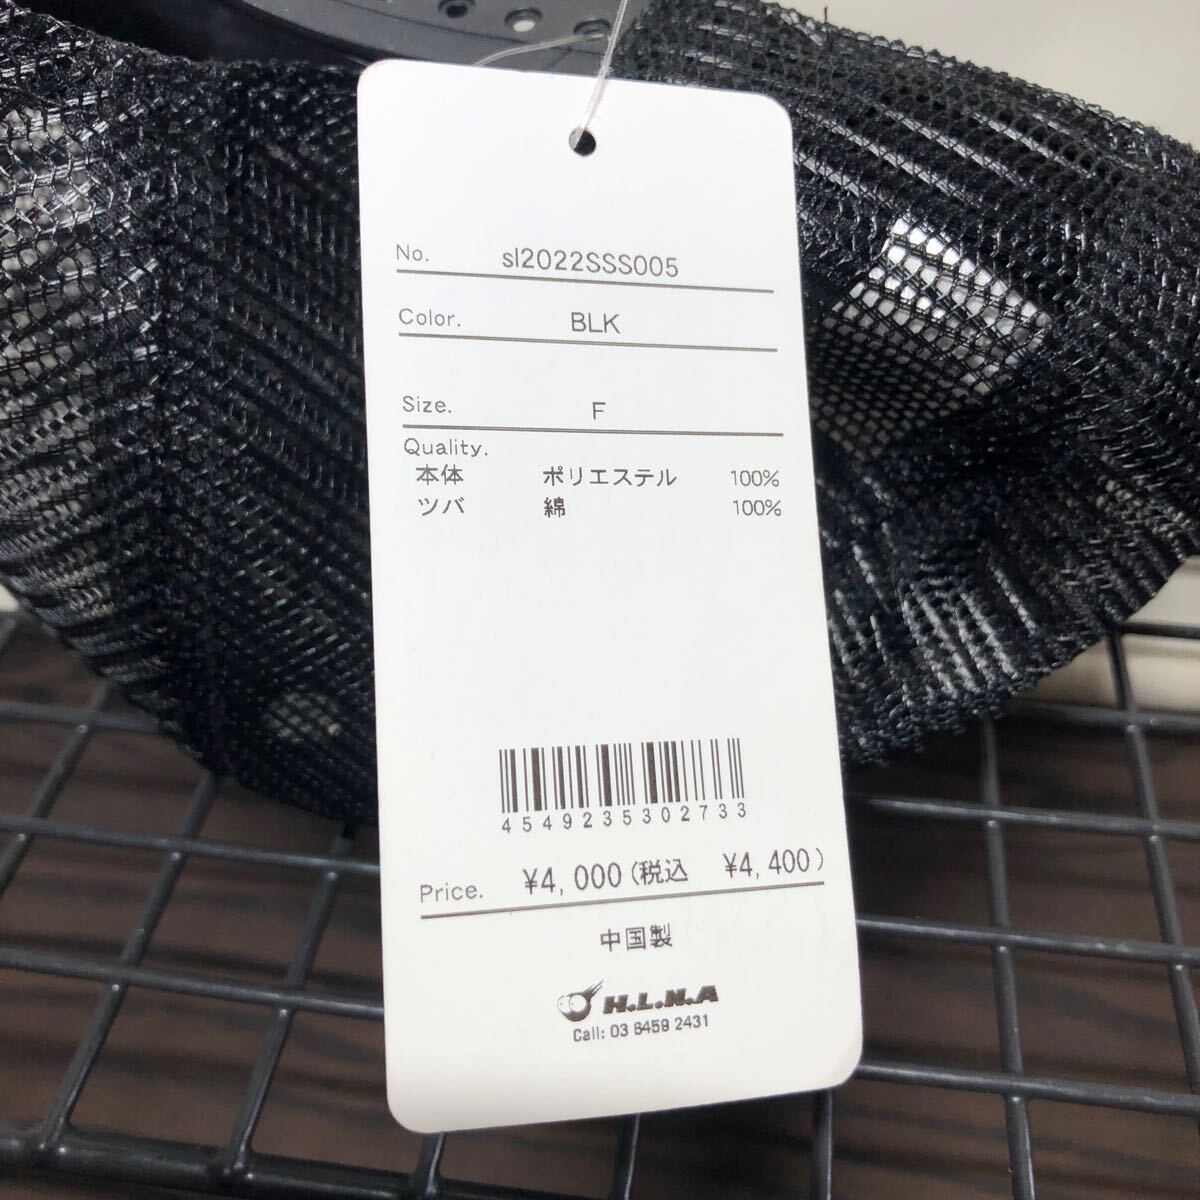 No. sl2022SSS005
Color. BLK
Size. F
Quality.
本体 ポリエステル 100%
ツバ 綿 100%
4549235302733
Price. ¥4,000(税込 ¥4,400)
中国製
H.L.N.A
Call: 03 6459 2431